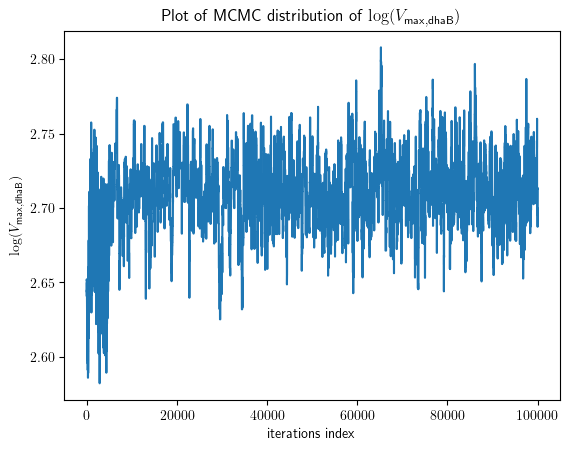 Plot of MCMC distribution of log(V_max,dhaB)
log(V_max,dhaB)
2.80
2.75
2.70
2.65
2.60
0 20000 40000 60000 80000 100000
iterations index